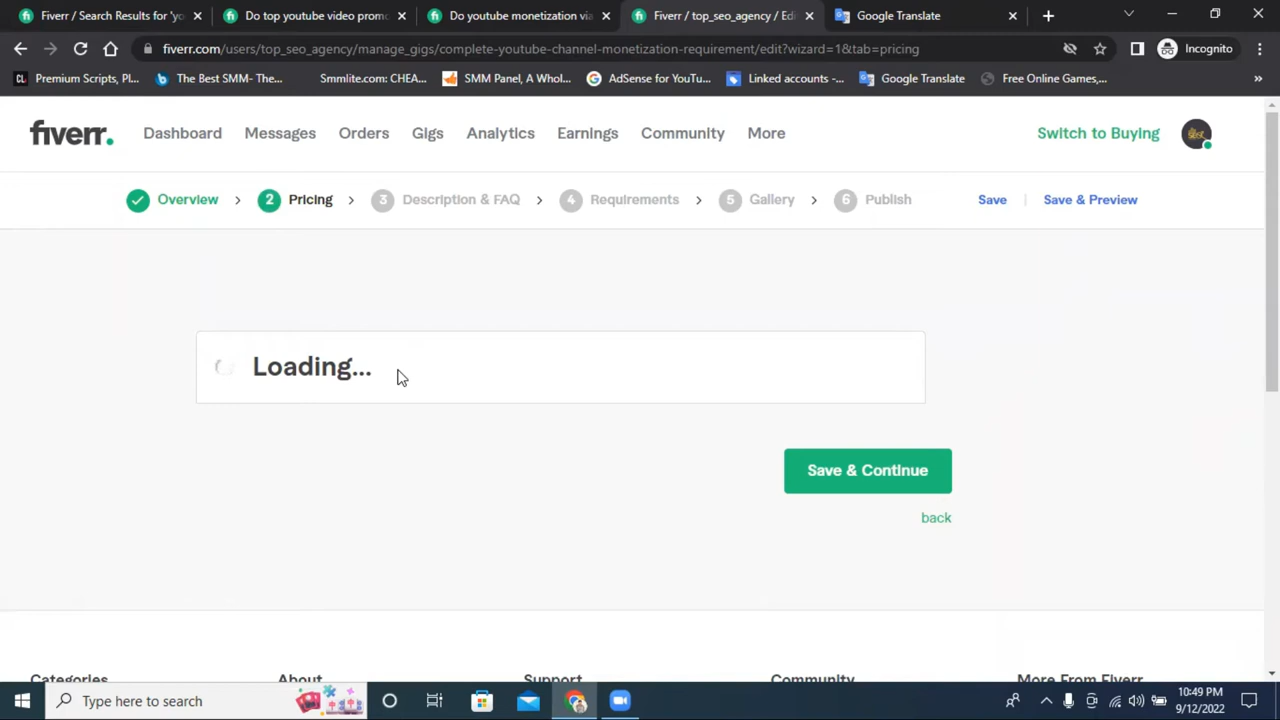 Fiverr / Search Results for 'yo
Do top youtube video promo
Do youtube monetization via
Fiverr / top_seo_agency / Edi
Google Translate
fiverr.com/users/top_seo_agency/manage_gigs/complete-youtube-channel-monetization-requirement/edit?wizard=1&tab=pricing
Incognito
CL Premium Scripts, Pl...
The Best SMM- The...
Smmlite.com: CHEA...
SMM Panel, A Whol...
AdSense for YouTu...
Linked accounts -...
Google Translate
Free Online Games,...
»
fiverr.
Dashboard
Messages
Orders
Gigs
Analytics
Earnings
Community
More
Switch to Buying
Overview
2 Pricing
3 Description & FAQ
4 Requirements
5 Gallery
6 Publish
Save
Save & Preview
Loading...
Save & Continue
back
Categories
About
Support
Community
More From Fiverr
Type here to search
10:49 PM
9/12/2022